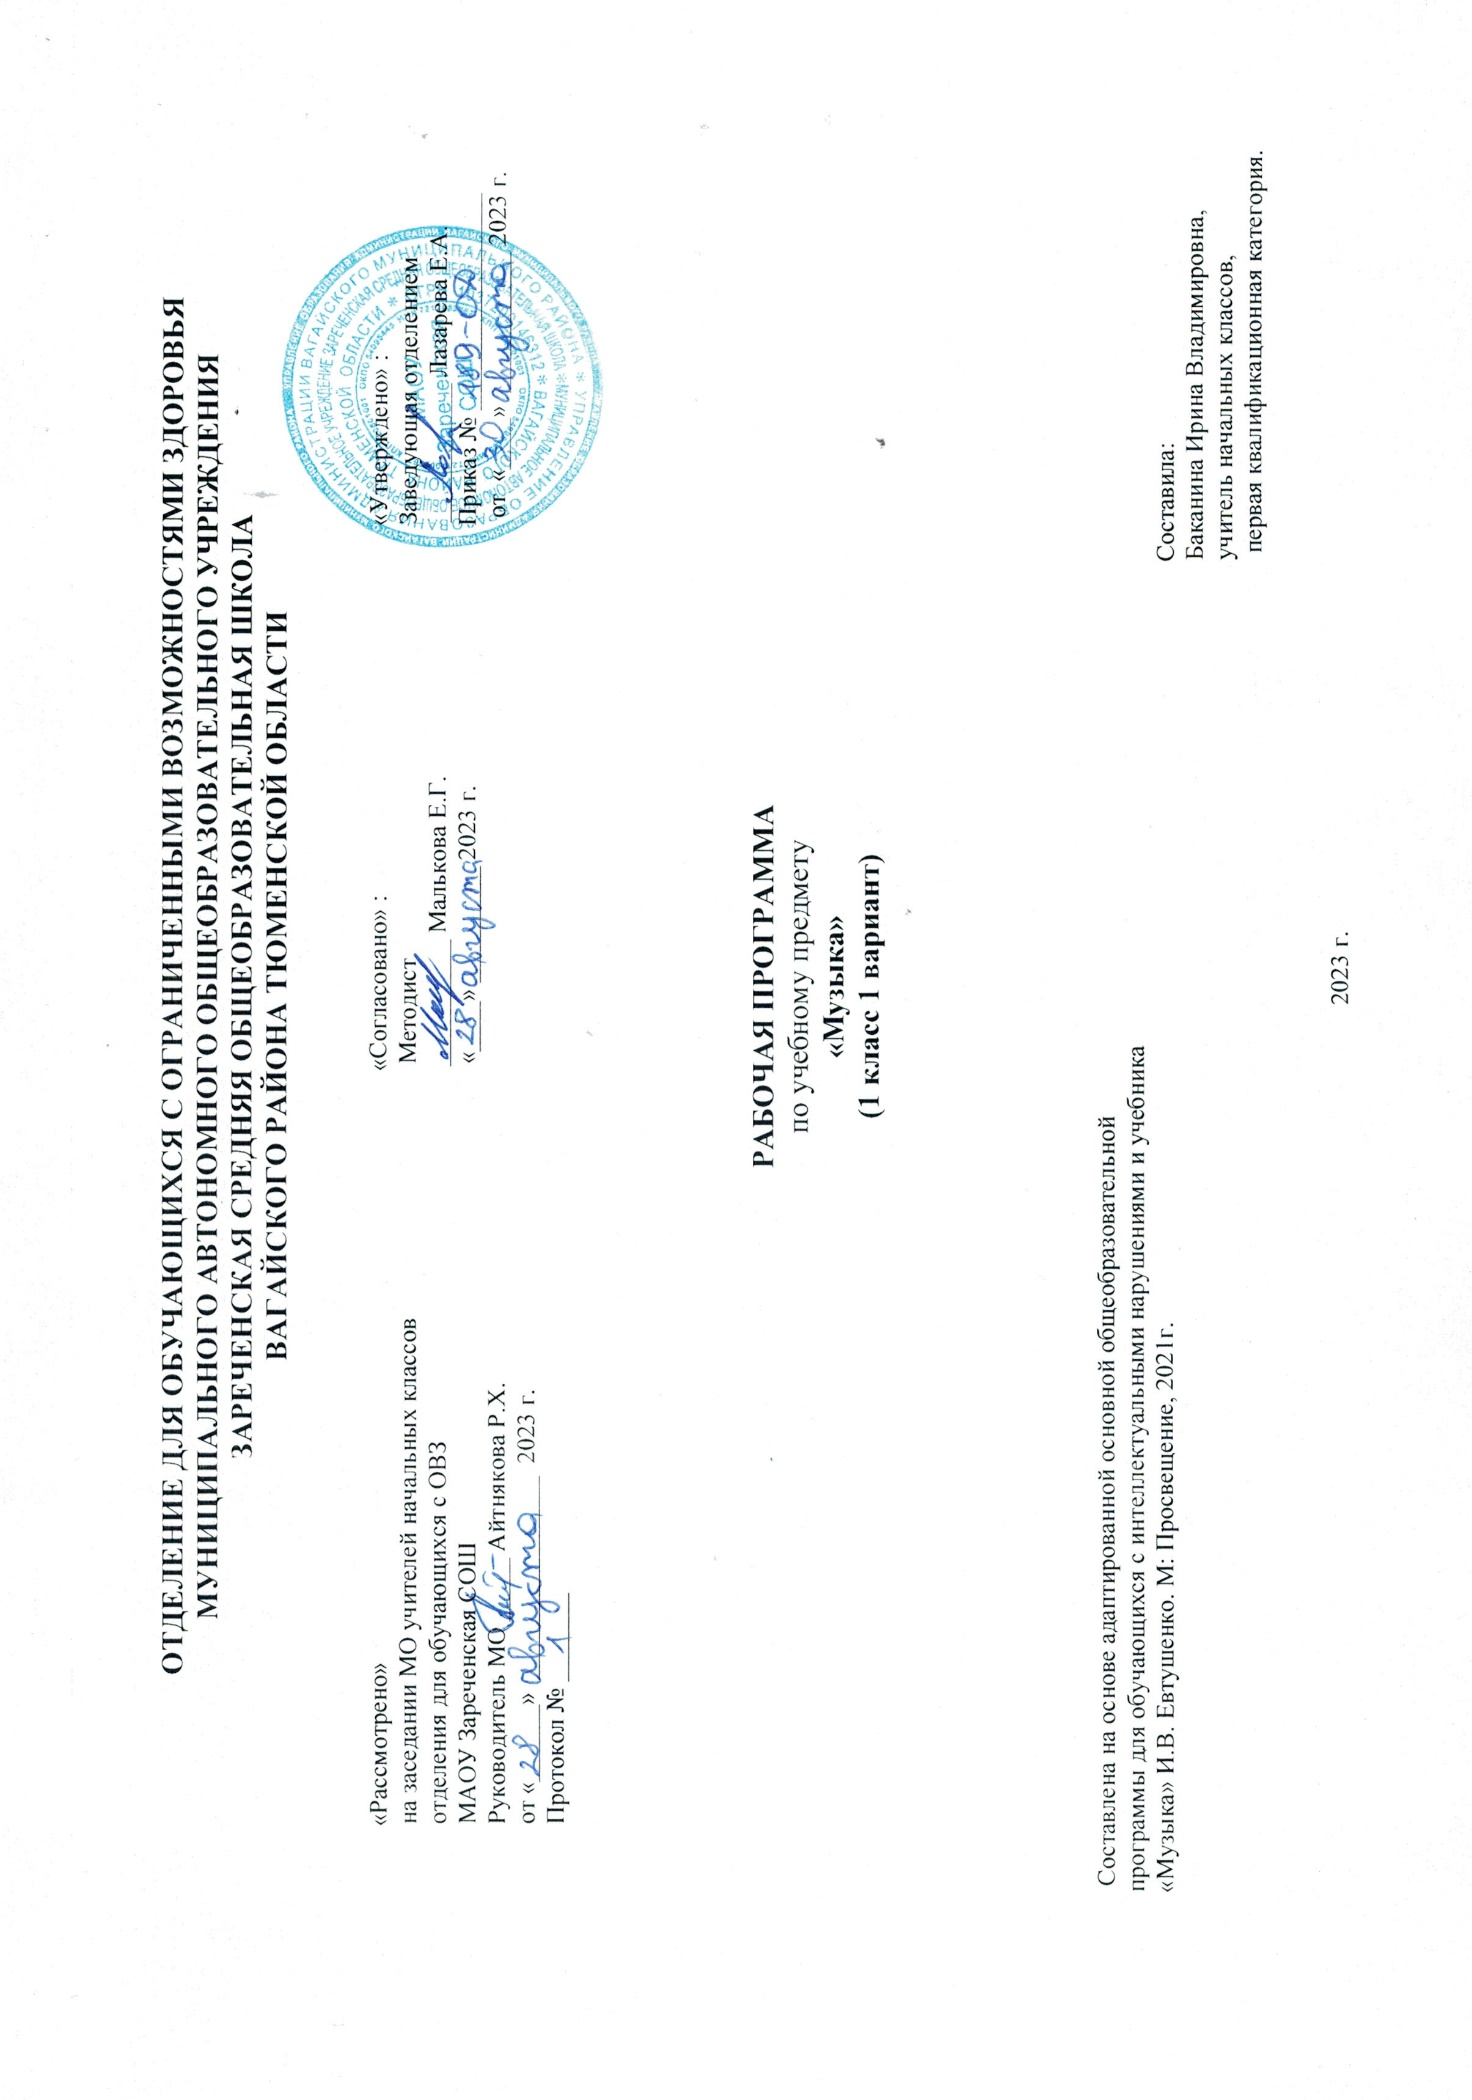 ОТДЕЛЕНИЕ ДЛЯ ОБУЧАЮЩИХСЯ С ОГРАНИЧЕННЫМИ ВОЗМОЖНОСТЯМИ ЗДОРОВЬЯ
МУНИЦИПАЛЬНОГО АВТОНОМНОГО ОБЩЕОБРАЗОВАТЕЛЬНОГО УЧРЕЖДЕНИЯ
ЗАРЕЧЕНСКАЯ СРЕДНЯЯ ОБЩЕОБРАЗОВАТЕЛЬНАЯ ШКОЛА
ВАГАЙСКОГО РАЙОНА ТЮМЕНСКОЙ ОБЛАСТИ
«Рассмотрено»
на заседании МО учителей начальных классов
отделения для обучающихся с ОВЗ
МАОУ Зареченская СОШ
Руководитель МО Айтнякова Р.Х.
от « 28 » августа 2023 г.
Протокол № 1
«Согласовано» :
Методист
Малькова Е.Г.
« 28 » августа 2023 г.
«Утверждено» :
Заведующая отделением
Лазарева Е.А.
Приказ №
от « 30 » августа 2023 г.
РАБОЧАЯ ПРОГРАММА
по учебному предмету
«Музыка»
(1 класс 1 вариант)
Составлена на основе адаптированной основной общеобразовательной
программы для обучающихся с интеллектуальными нарушениями и учебника
«Музыка» И.В. Евтушенко. М: Просвещение, 2021г.
Составила:
Баканина Ирина Владимировна,
учитель начальных классов,
первая квалификационная категория.
2023 г.